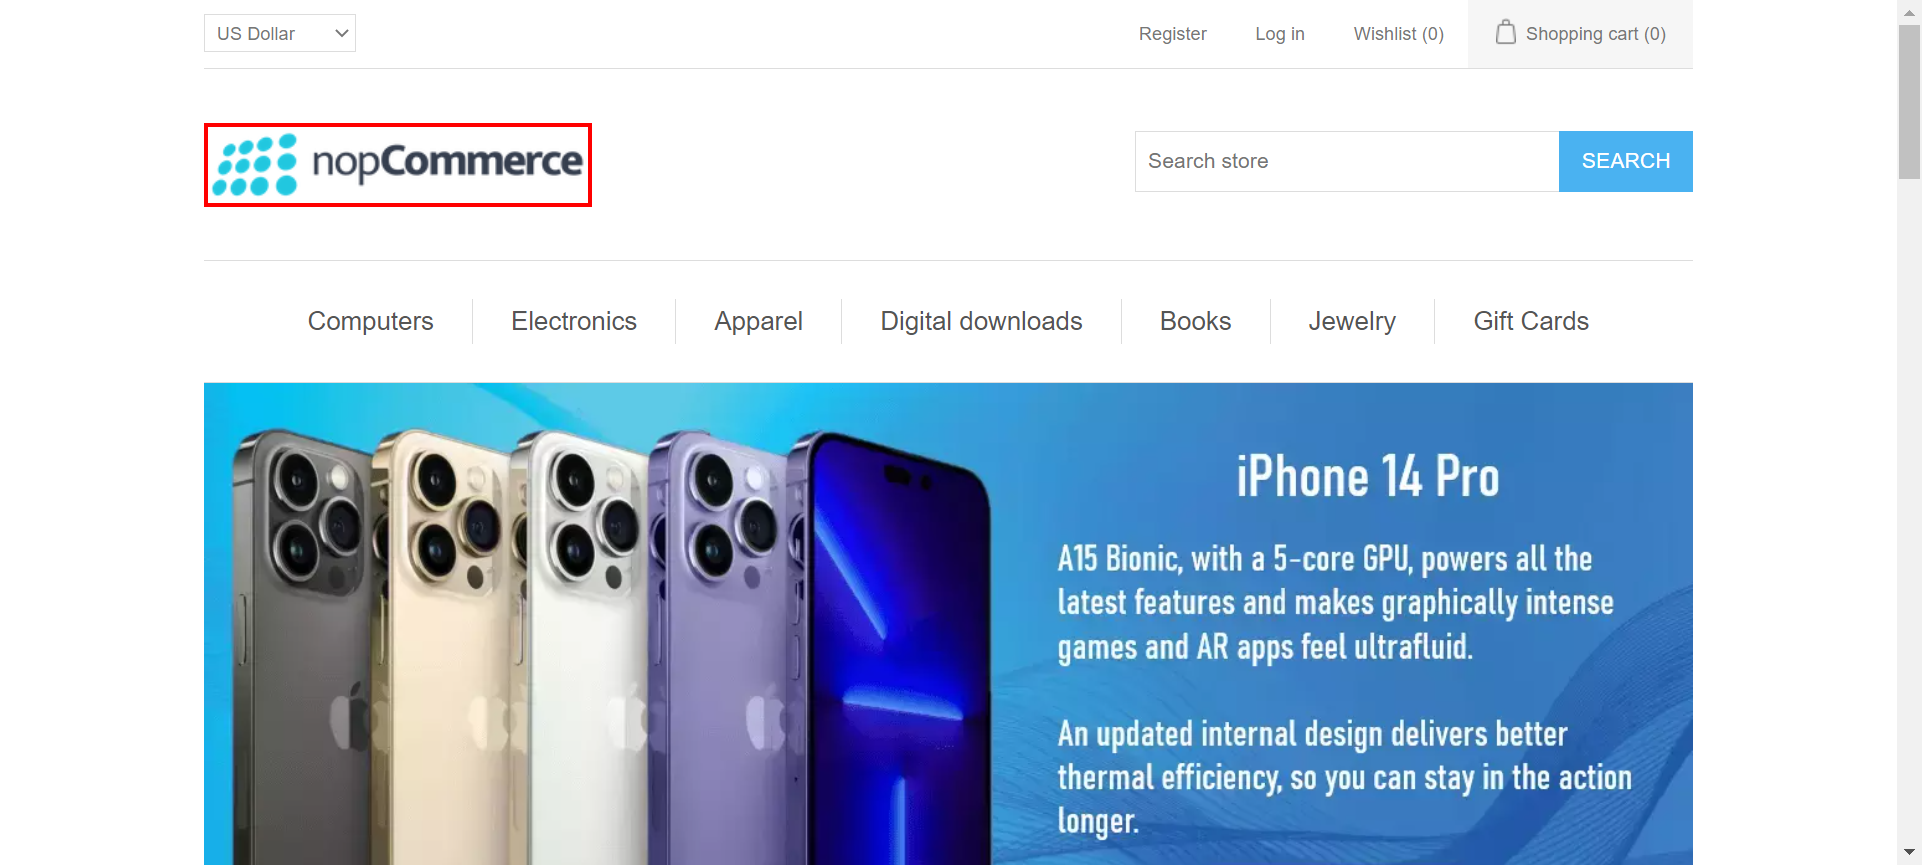 US Dollar
Register
Log in
Wishlist (0)
Shopping cart (0)
nopCommerce
Search store
SEARCH
Computers
Electronics
Apparel
Digital downloads
Books
Jewelry
Gift Cards
iPhone 14 Pro
A15 Bionic, with a 5-core GPU, powers all the
latest features and makes graphically intense
games and AR apps feel ultrafluid.
An updated internal design delivers better
thermal efficiency, so you can stay in the action
longer.